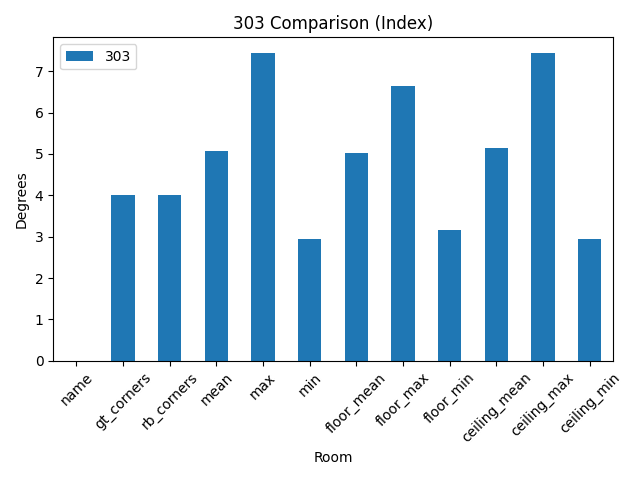 303 Comparison (Index)
303
Degrees
7
6
5
4
3
2
1
0
name
gt_corners
rb_corners
mean
max
min
floor_mean
floor_max
floor_min
ceiling_mean
ceiling_max
ceiling_min
Room